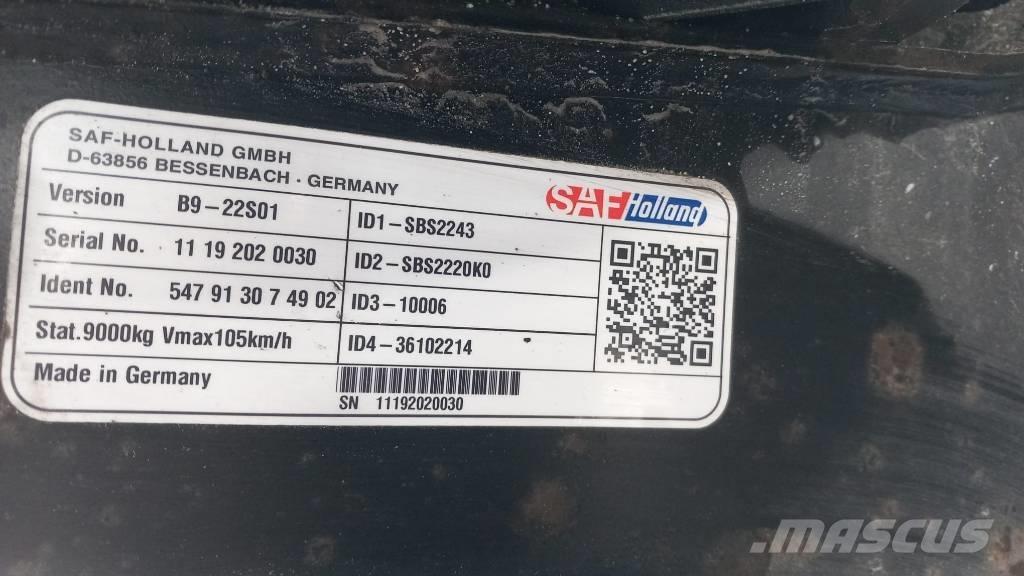 SAF-HOLLAND GMBH
D-63856 BESSENBACH · GERMANY
SAF Holland
Version B9-22S01
Serial No. 11 19 202 0030
Ident No. 547 91 30 7 49 02
Stat.9000kg Vmax105km/h
Made in Germany
ID1-SBS2243
ID2-SBS2220K0
ID3-10006
ID4-36102214
SN 11192020030
MASCUS